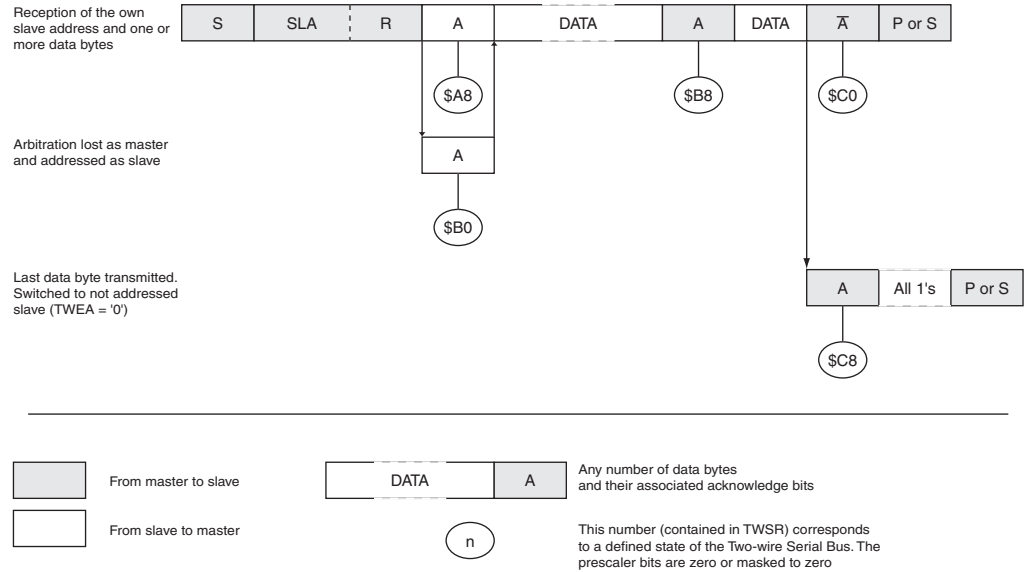 Reception of the own
slave address and one or
more data bytes
S SLA R A DATA A DATA A̅ P or S
$A8 $B8 $C0
Arbitration lost as master
and addressed as slave
A
$B0
Last data byte transmitted.
Switched to not addressed
slave (TWEA = '0')
A All 1's P or S
$C8
From master to slave
DATA A
Any number of data bytes
and their associated acknowledge bits
From slave to master
n
This number (contained in TWSR) corresponds
to a defined state of the Two-wire Serial Bus. The
prescaler bits are zero or masked to zero